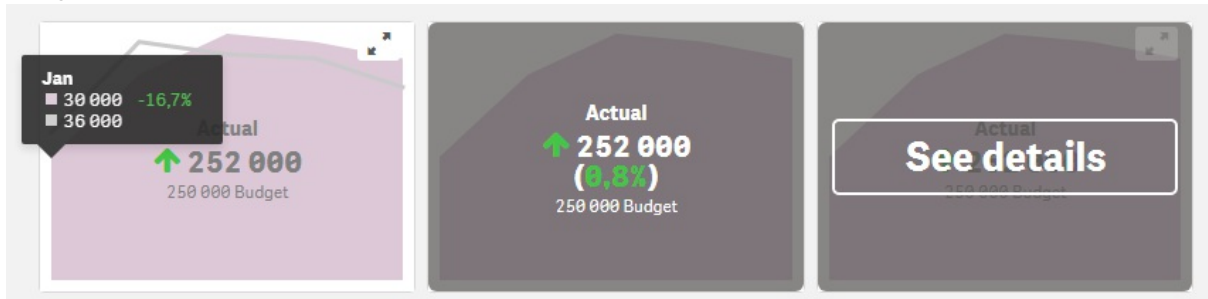 Jan
30 000 -16,7%
36 000
Actual
252 000
250 000 Budget
Actual
252 000
(0,8%)
250 000 Budget
Actual
See details
250 000 Budget